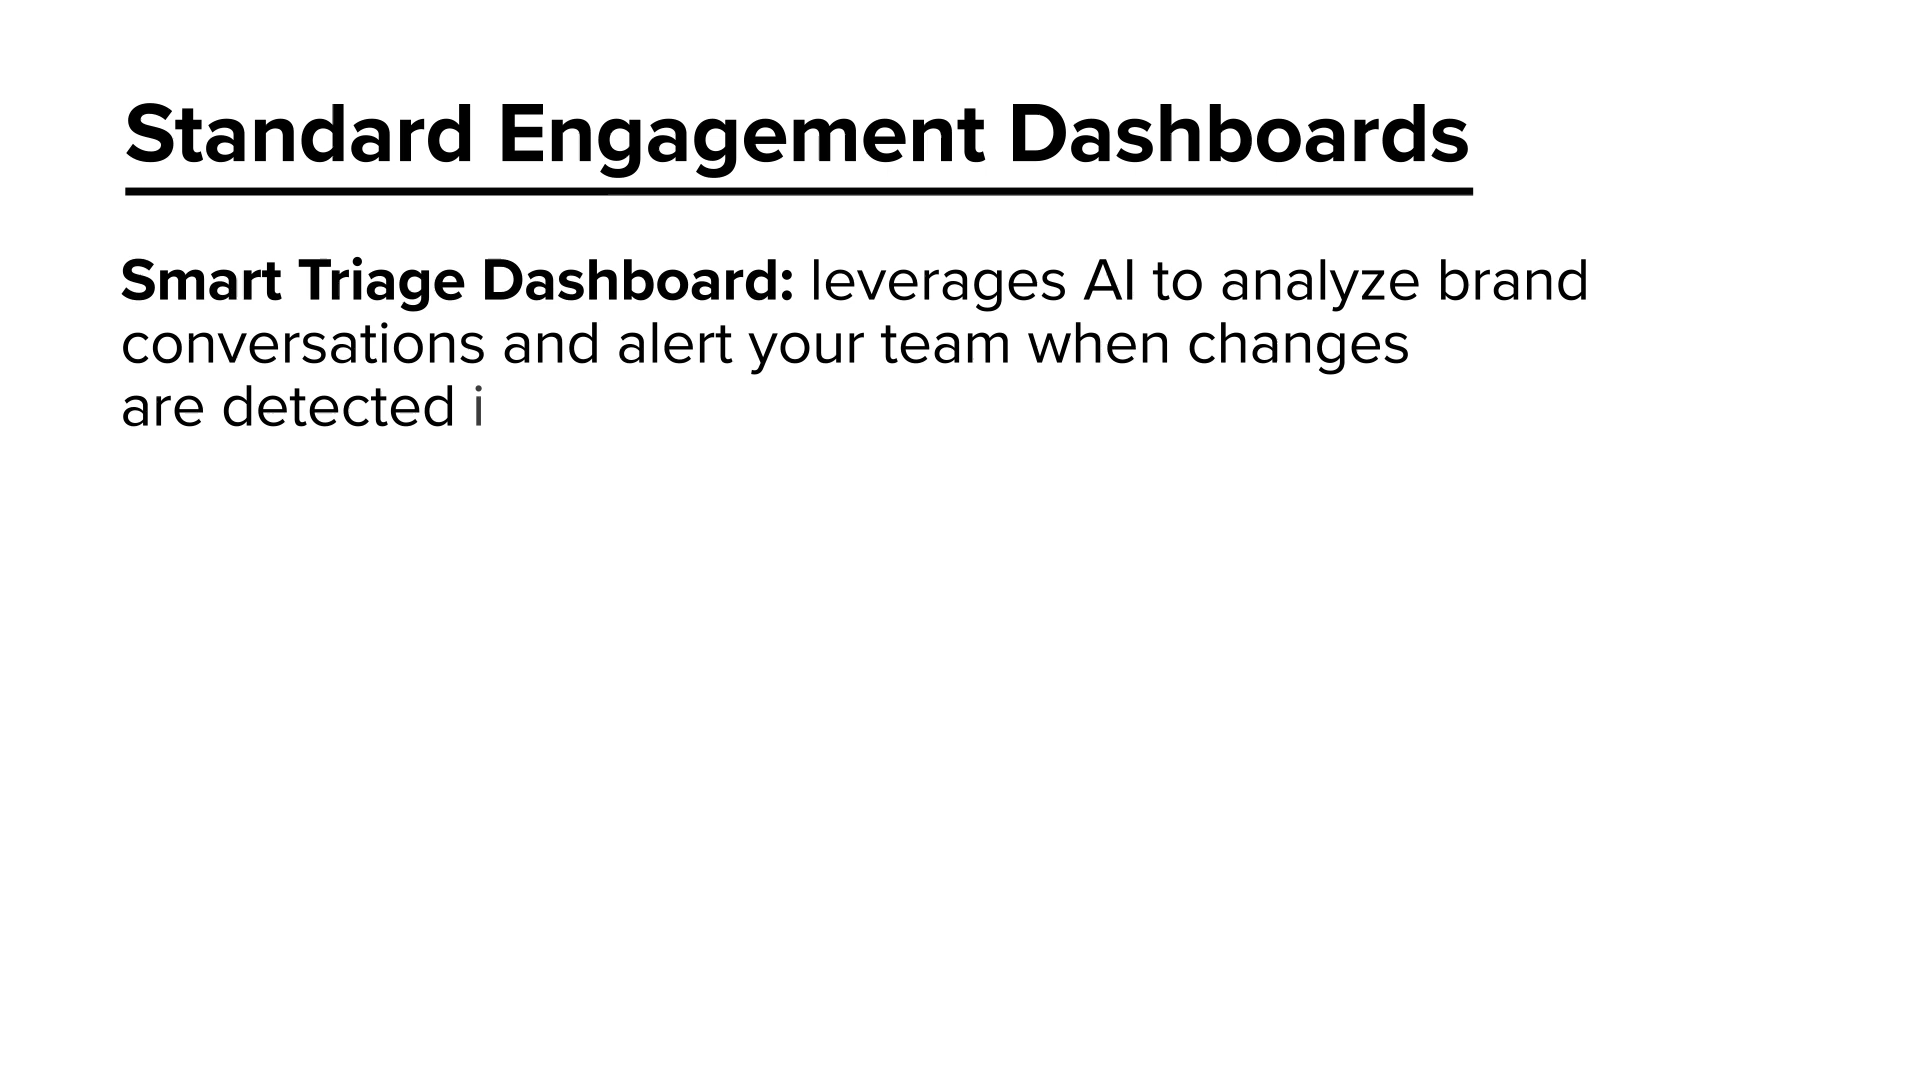 Standard Engagement Dashboards
Smart Triage Dashboard: leverages AI to analyze brand
conversations and alert your team when changes
are detected i